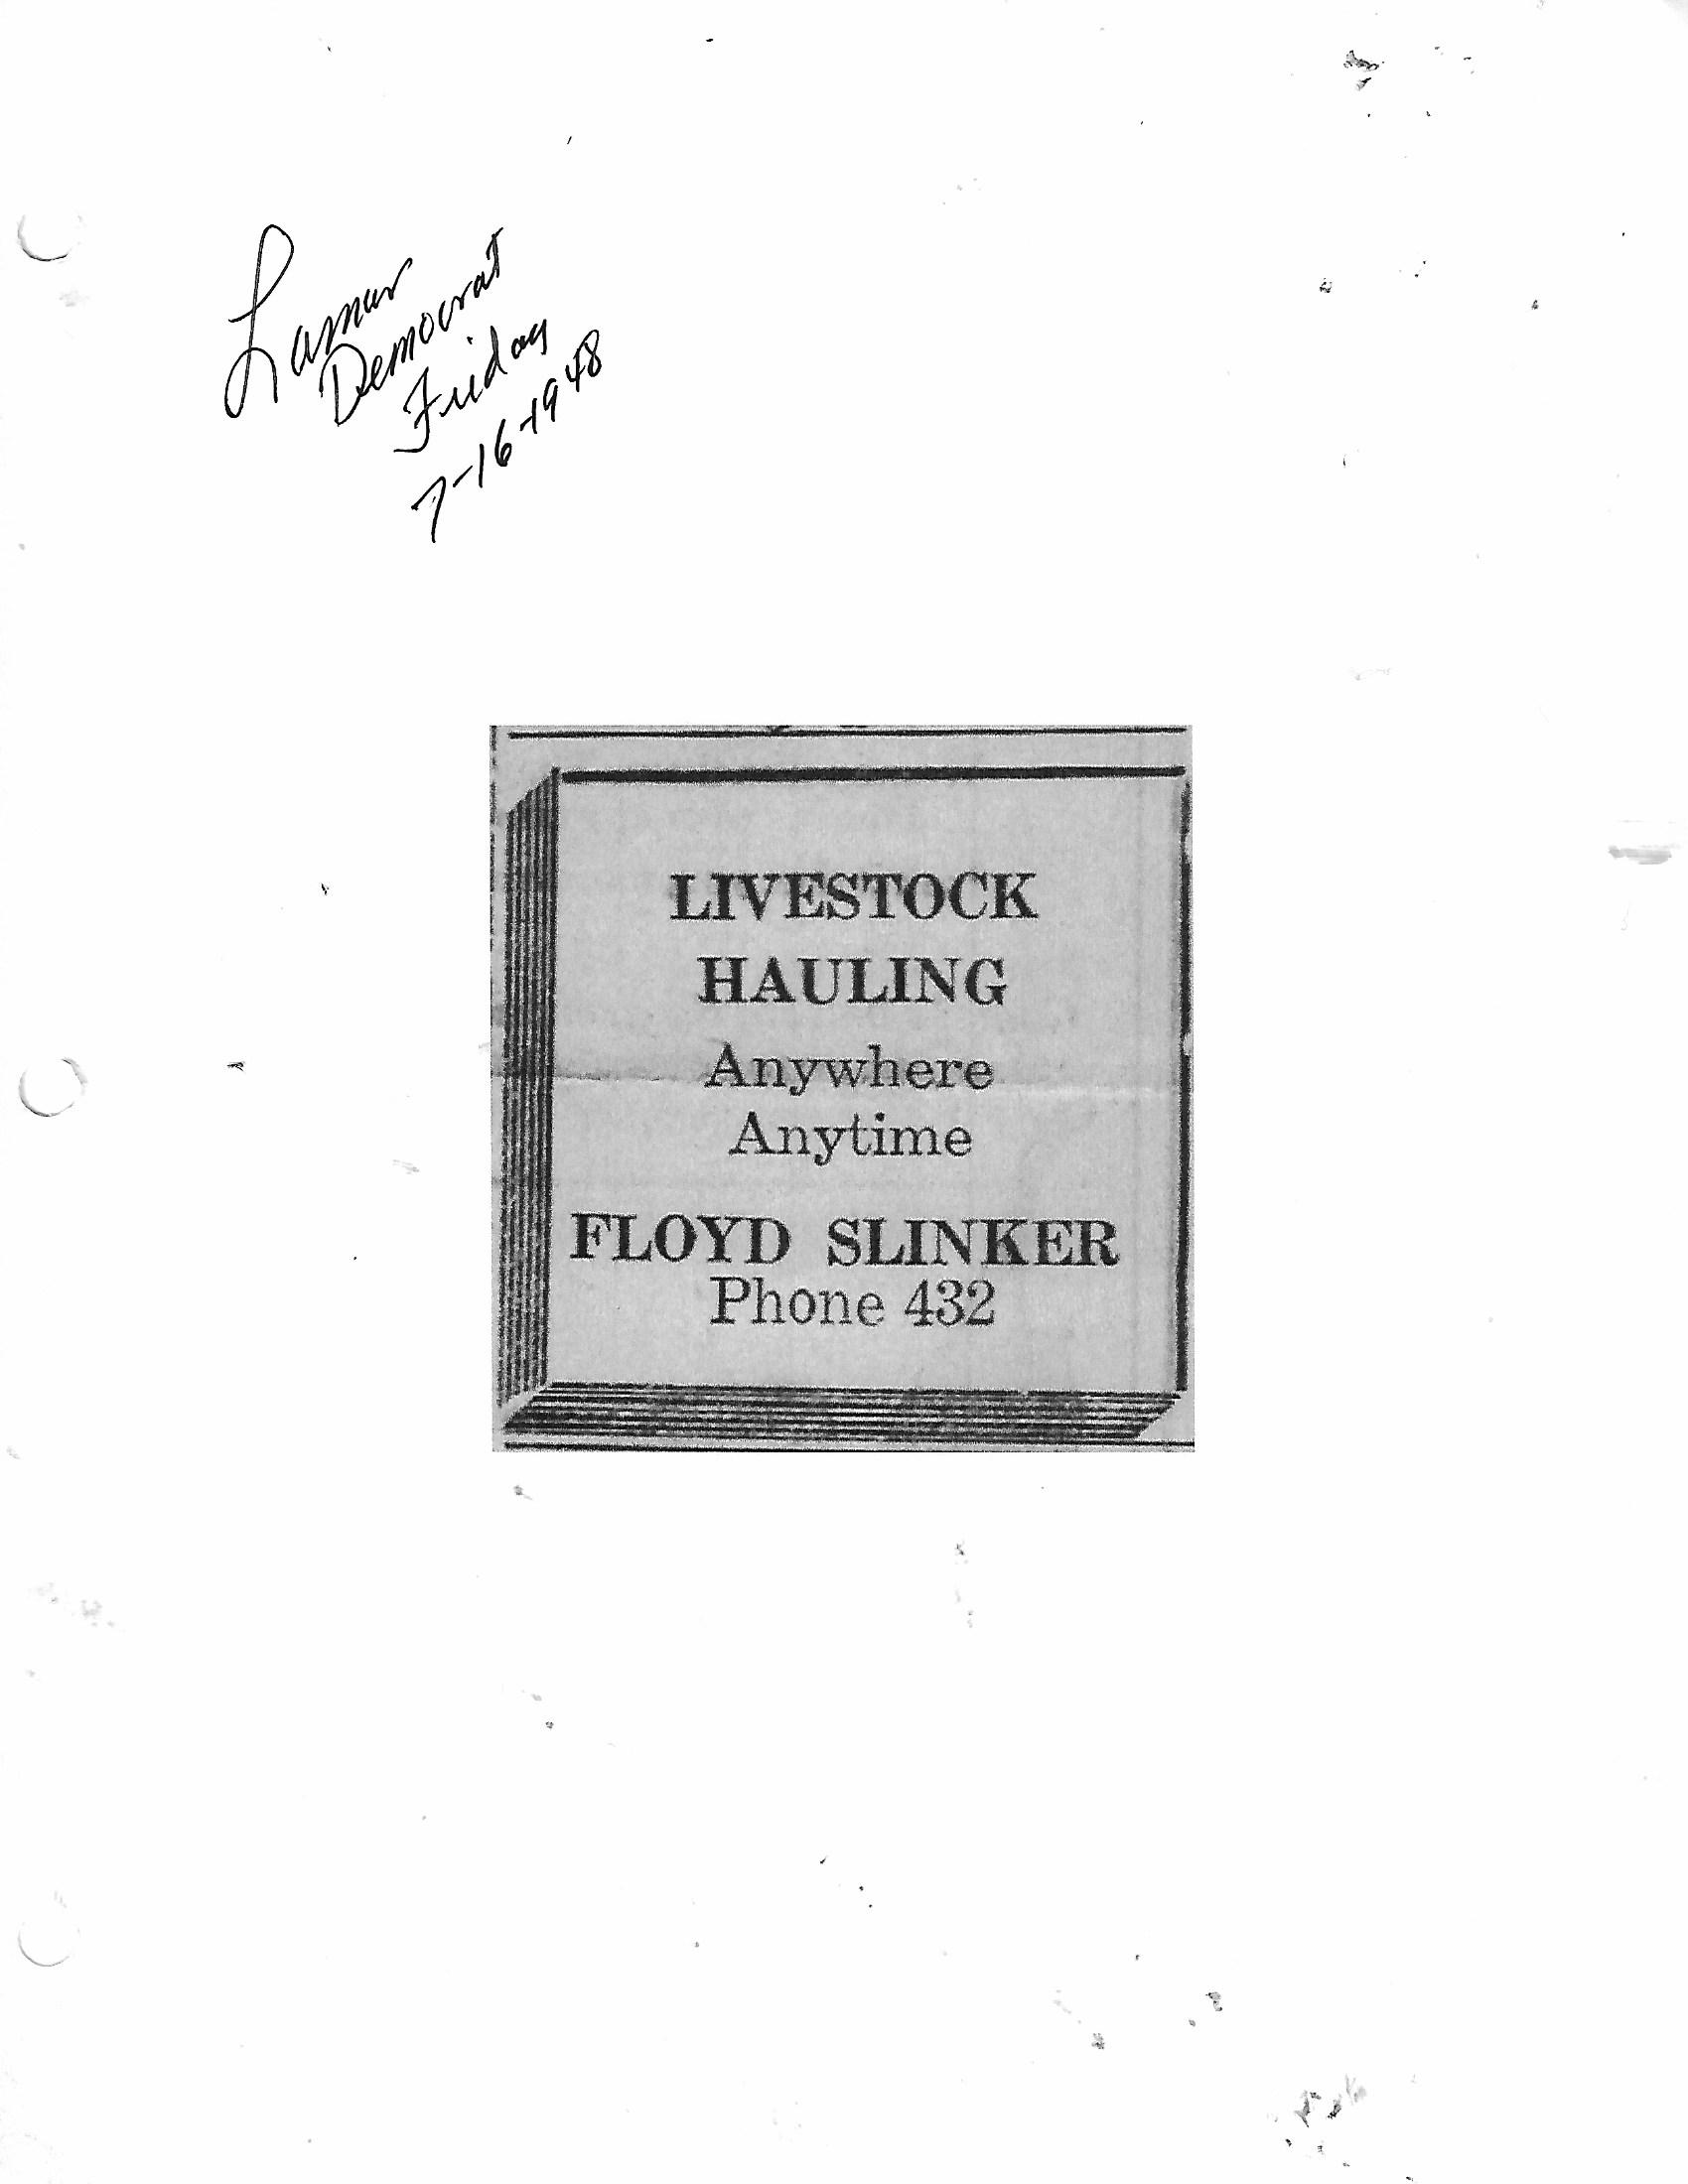 Lamar
Democrat
Friday
7-16-1948
LIVESTOCK
HAULING
Anywhere
Anytime
FLOYD SLINKER
Phone 432